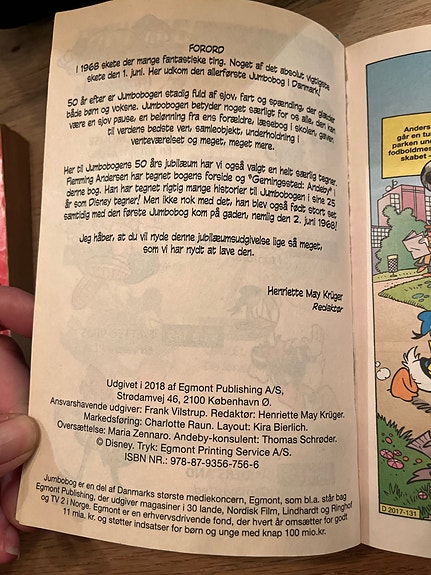 FORORD
I 1968 skete der mange fantastiske ting. Noget af det absolut vigtigste
skete den 1. juni. Her udkom den allerførste Jumbobog i Danmark!
50 år efter er Jumbobogen stadig fuld af sjov, fart og spænding, der glæder
både børn og voksne. Jumbobogen betyder noget særligt for os alle, den kan
være en sjov pause, en belønning fra ens forældre, læsebog i skolen, gaven
til verdens bedste ven, samleobjekt, underholdning i
venteværelset og meget, meget mere.
Her til Jumbobogens 50 års jubilæum har vi også valgt en helt særlig tegner.
Flemming Andersen har tegnet bogens forside og "Gerningssted: Andeby" i
denne bog. Han har tegnet rigtig mange historier til Jumbobogen i sine 25
år som Disney tegner! Men ikke nok med det, han blev også født stort set
samtidig med den første Jumbobog kom på gaden, nemlig den 2. juni 1968!
Jeg håber, at du vil nyde denne jubilæumsudgivelse lige så meget,
som vi har nydt at lave den.
Henriette May Krüger
Redaktør
Udgivet i 2018 af Egmont Publishing A/S,
Strødamvej 46, 2100 København Ø.
Ansvarshavende udgiver: Frank Vilstrup. Redaktør: Henriette May Krüger.
Markedsføring: Charlotte Raun. Layout: Kira Bierlich.
Oversættelse: Maria Zennaro. Andeby-konsulent: Thomas Schrøder.
© Disney. Tryk: Egmont Printing Service A/S.
ISBN NR.: 978-87-9356-756-6
Jumbobog er en del af Danmarks største mediekoncern, Egmont, som bl.a. står bag
Egmont Publishing, der udgiver magasiner i 30 lande, Nordisk Film, Lindhardt og Ringhof
og TV 2 i Norge. Egmont er en erhvervsdrivende fond, der hvert år omsætter for godt
11 mia. kr. og støtter indsatser for børn og unge med knap 100 mio.kr.
Anders
går en tu
parken und
fodboldmes
skabet -
D 2017-131